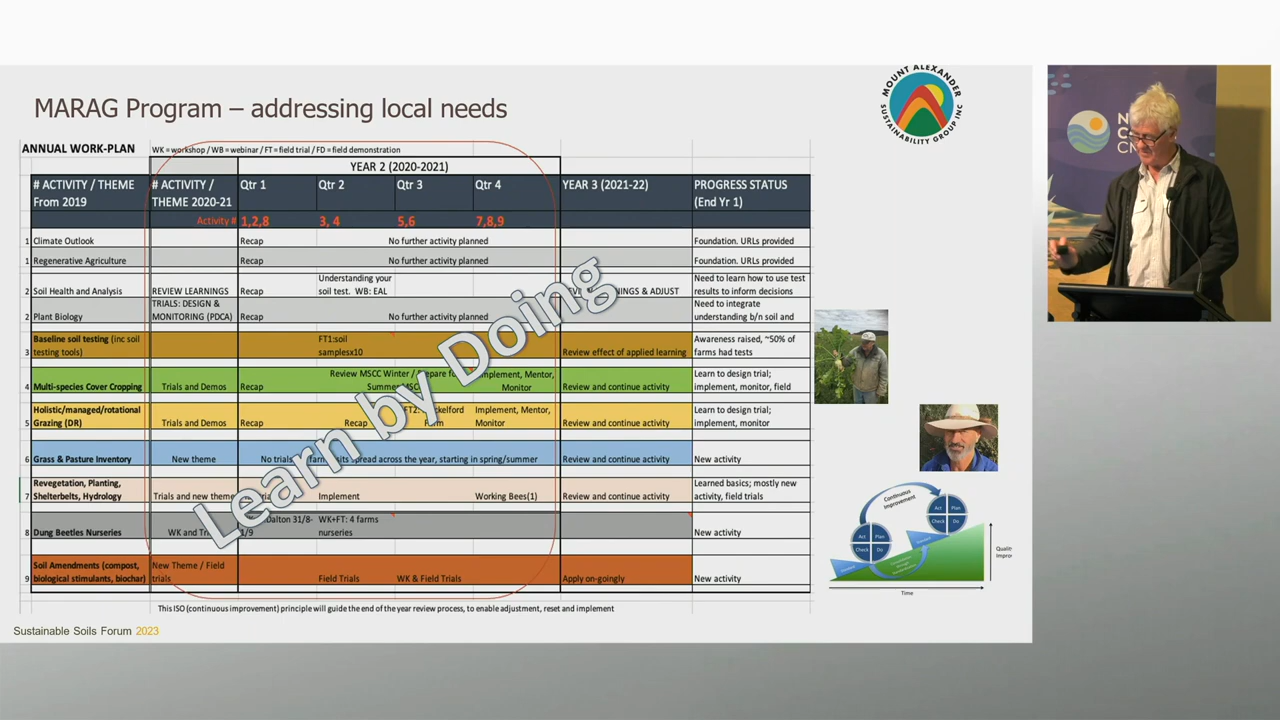 MARAG Program – addressing local needs
MOUNT ALEXANDER
SUSTAINABILITY GROUP INC
ANNUAL WORK-PLAN
WK =workshop / WB = webinar / FT = field trial / FD = field demonstration
YEAR 2 (2020-2021)
# ACTIVITY / THEME
From 2019
# ACTIVITY /
THEME 2020-21
Qtr 1
Qtr 2
Qtr 3
Qtr 4
YEAR 3 (2021-22)
PROGRESS STATUS
(End Yr 1)
Activity # 1,2,8
3, 4
5,6
7,8,9
1 Climate Outlook
Recap
No further activity planned
Foundation. URLs provided
1 Regenerative Agriculture
Recap
No further activity planned
Foundation. URLs provided
2 Soil Health and Analysis
REVIEW LEARNINGS
Recap
Understanding your
soil test. WB: EAL
& ADJUST
Need to learn how to use test
results to inform decisions
2 Plant Biology
TRIALS: DESIGN &
MONITORING (PDCA)
Recap
No further activity planned
Need to integrate
understanding b/n soil and
3 Baseline soil testing (inc soil
testing tools)
FT1:soil
samplesx10
Review effect of applied learning
Awareness raised, ~50% of
farms had tests
4 Multi-species Cover Cropping
Trials and Demos
Recap
Review MSCC Winter /
Summer
Implement, Mentor,
Monitor
Review and continue activity
Learn to design trial;
implement, monitor, field
5 Holistic/managed/rotational
Grazing (DR)
Trials and Demos
Recap
Recap
Implement, Mentor,
Monitor
Review and continue activity
Learn to design trial;
implement, monitor
6 Grass & Pasture Inventory
New theme
No trials
spread across the year, starting in spring/summer
Review and continue activity
New activity
7 Revegetation, Planting,
Shelterbelts, Hydrology
Trials and new theme
Implement
Working Bees(1)
Review and continue activity
Learned basics; mostly new
activity, field trials
8 Dung Beetles Nurseries
WK and
Dalton 31/8-
1/9
WK+FT: 4 farms
nurseries
New activity
9 Soil Amendments (compost,
biological stimulants, biochar)
New Theme / Field
trials
Field Trials
WK & Field Trials
Apply on-goingly
New activity
Learn by Doing
This ISO (continuous improvement) principle will guide the end of the year review process, to enable adjustment, reset and implement
Continuous
Improvement
Act Plan
Check Do
Act Plan
Check Do
Time
Sustainable Soils Forum 2023